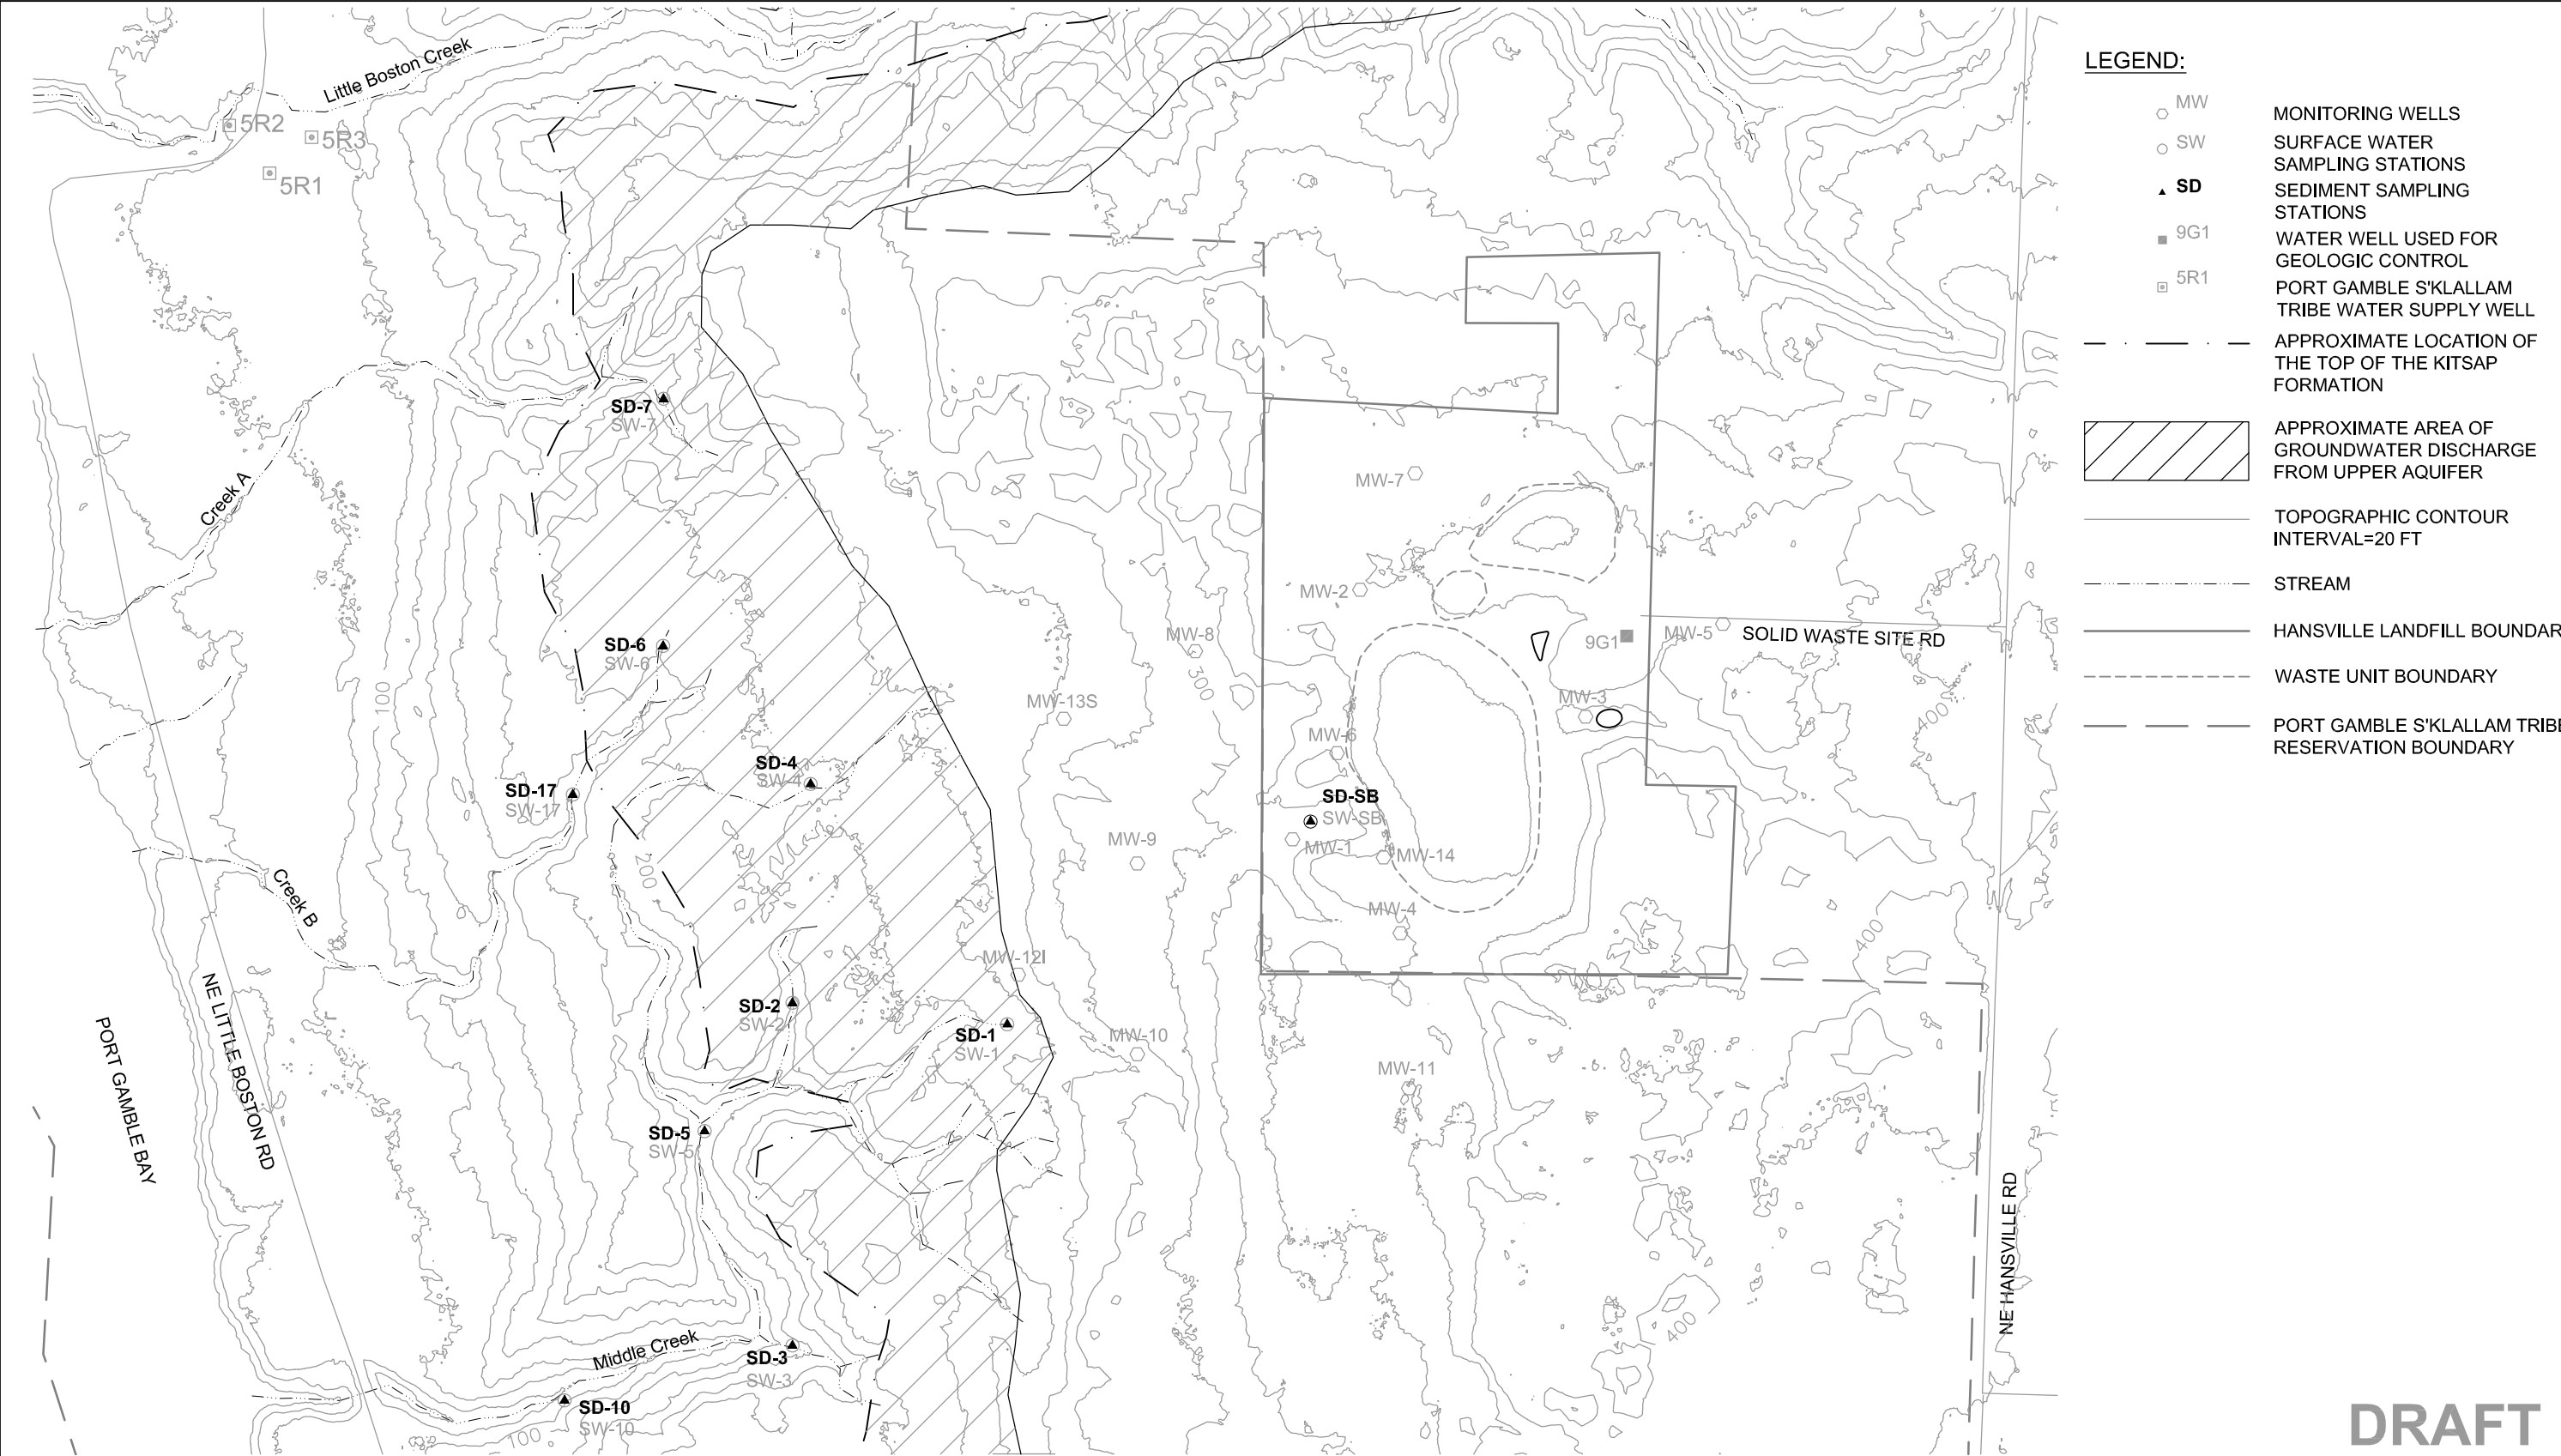 Little Boston Creek
5R2
5R3
5R1
SD-7
SW-7
Creek A
MW-7
MW-2
SD-6
SW-6
MW-8
9G1
MW-5
SOLID WASTE SITE RD
300
100
MW-13S
MW-3
400
MW-6
SD-4
SW-4
SD-17
SW-17
SD-SB
SW-SB
MW-9
MW-1
MW-14
200
Creek B
MW-4
400
MW-12I
SD-2
SW-2
SD-1
SW-1
MW-10
MW-11
PORT GAMBLE BAY
NE LITTLE BOSTON RD
SD-5
SW-5
NE HANSVILLE RD
400
Middle Creek
SD-3
SW-3
SD-10
SW-10
100
LEGEND:
MW
MONITORING WELLS
SW
SURFACE WATER
SAMPLING STATIONS
SD
SEDIMENT SAMPLING
STATIONS
9G1
WATER WELL USED FOR
GEOLOGIC CONTROL
5R1
PORT GAMBLE S'KLALLAM
TRIBE WATER SUPPLY WELL
APPROXIMATE LOCATION OF
THE TOP OF THE KITSAP
FORMATION
APPROXIMATE AREA OF
GROUNDWATER DISCHARGE
FROM UPPER AQUIFER
TOPOGRAPHIC CONTOUR
INTERVAL=20 FT
STREAM
HANSVILLE LANDFILL BOUNDAR
WASTE UNIT BOUNDARY
PORT GAMBLE S'KLALLAM TRIBE
RESERVATION BOUNDARY
DRAFT